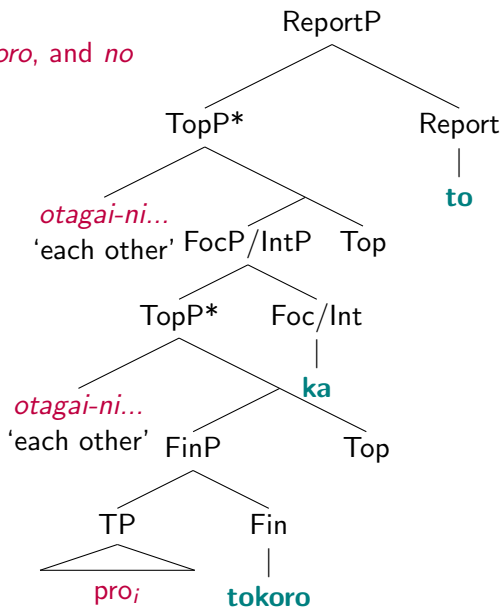 ReportP
oro, and no
TopP* Report
to
otagai-ni...
'each other' FocP/IntP Top
TopP* Foc/Int
ka
otagai-ni...
'each other' FinP Top
TP Fin
proᵢ tokoro